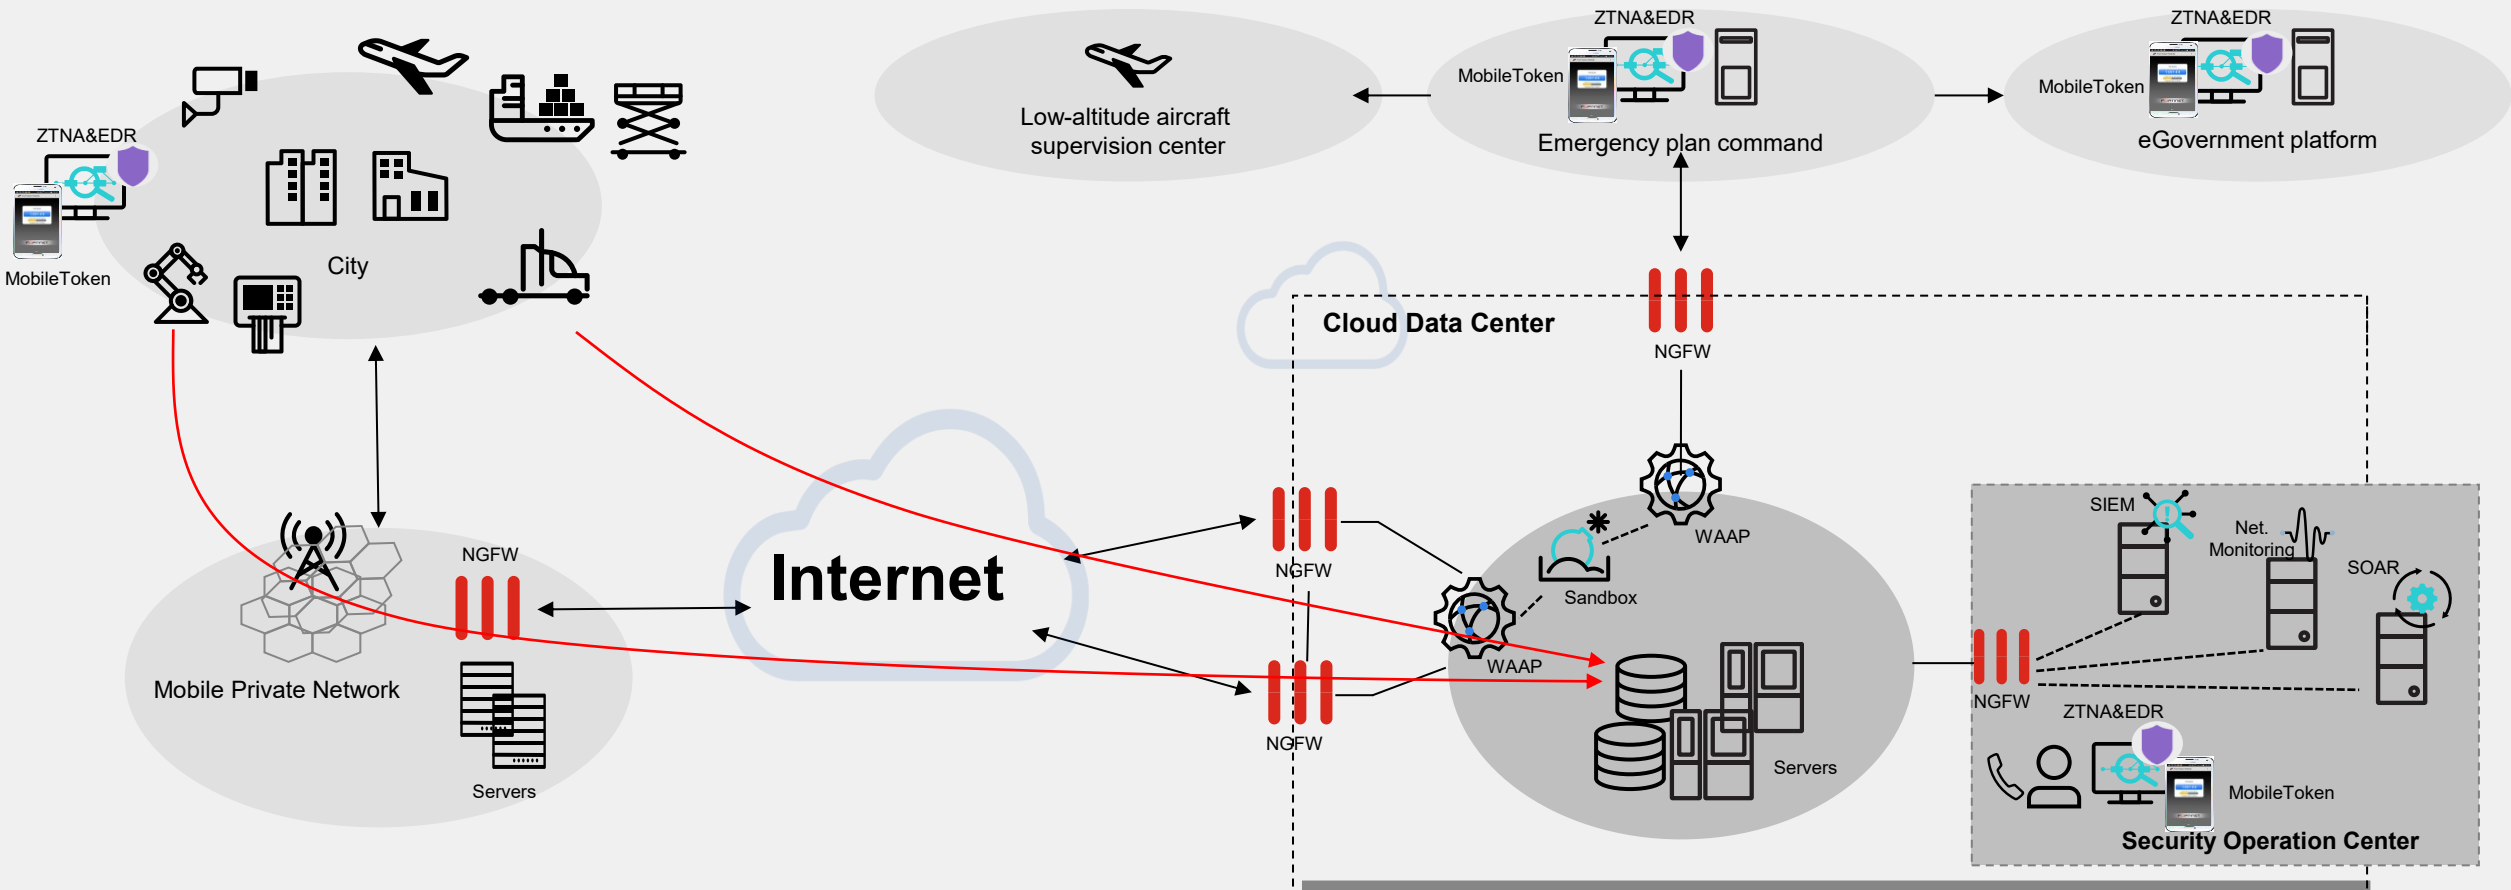 ZTNA&EDR
MobileToken
City
Low-altitude aircraft
supervision center
ZTNA&EDR
MobileToken
Emergency plan command
ZTNA&EDR
MobileToken
eGovernment platform
Cloud Data Center
NGFW
WAAP
NGFW
Mobile Private Network
Servers
Internet
NGFW
NGFW
WAAP
Sandbox
Servers
SIEM
Net.
Monitoring
SOAR
NGFW
ZTNA&EDR
MobileToken
Security Operation Center